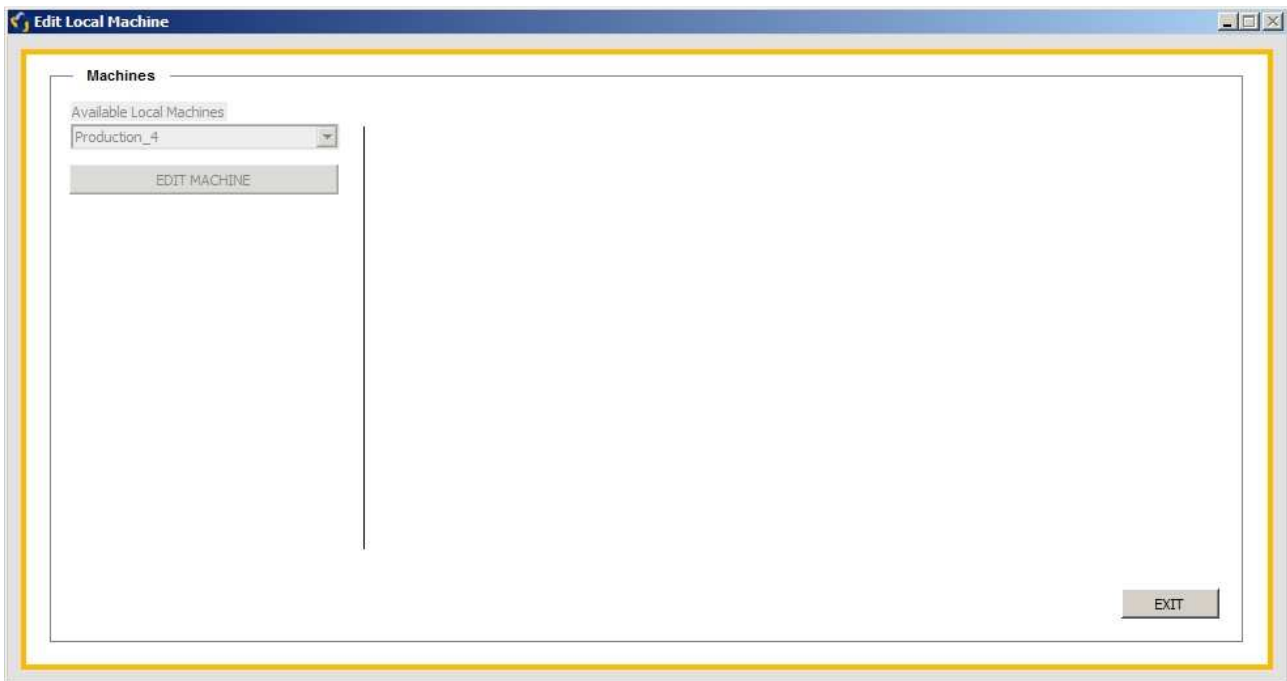 Edit Local Machine
Machines
Available Local Machines
Production_4
EDIT MACHINE
EXIT